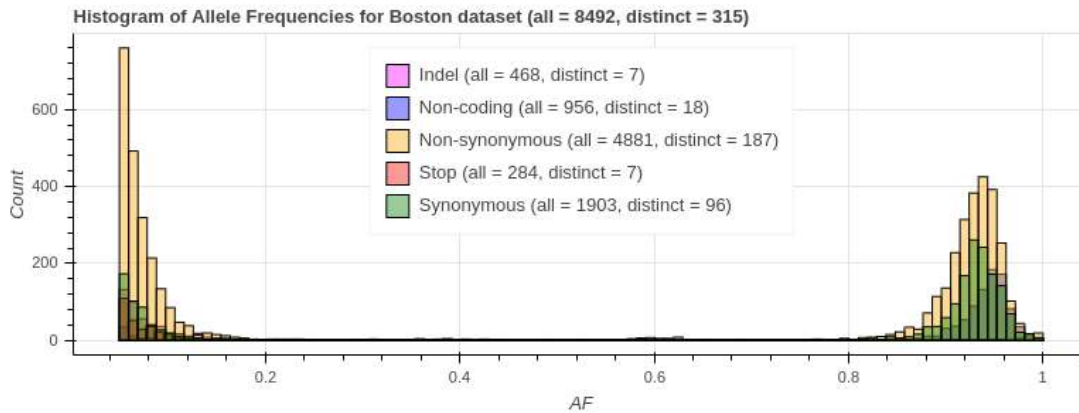 Histogram of Allele Frequencies for Boston dataset (all = 8492, distinct = 315)
Indel (all = 468, distinct = 7)
Non-coding (all = 956, distinct = 18)
Non-synonymous (all = 4881, distinct = 187)
Stop (all = 284, distinct = 7)
Synonymous (all = 1903, distinct = 96)
Count
600
400
200
0
0.2
0.4
0.6
0.8
1
AF